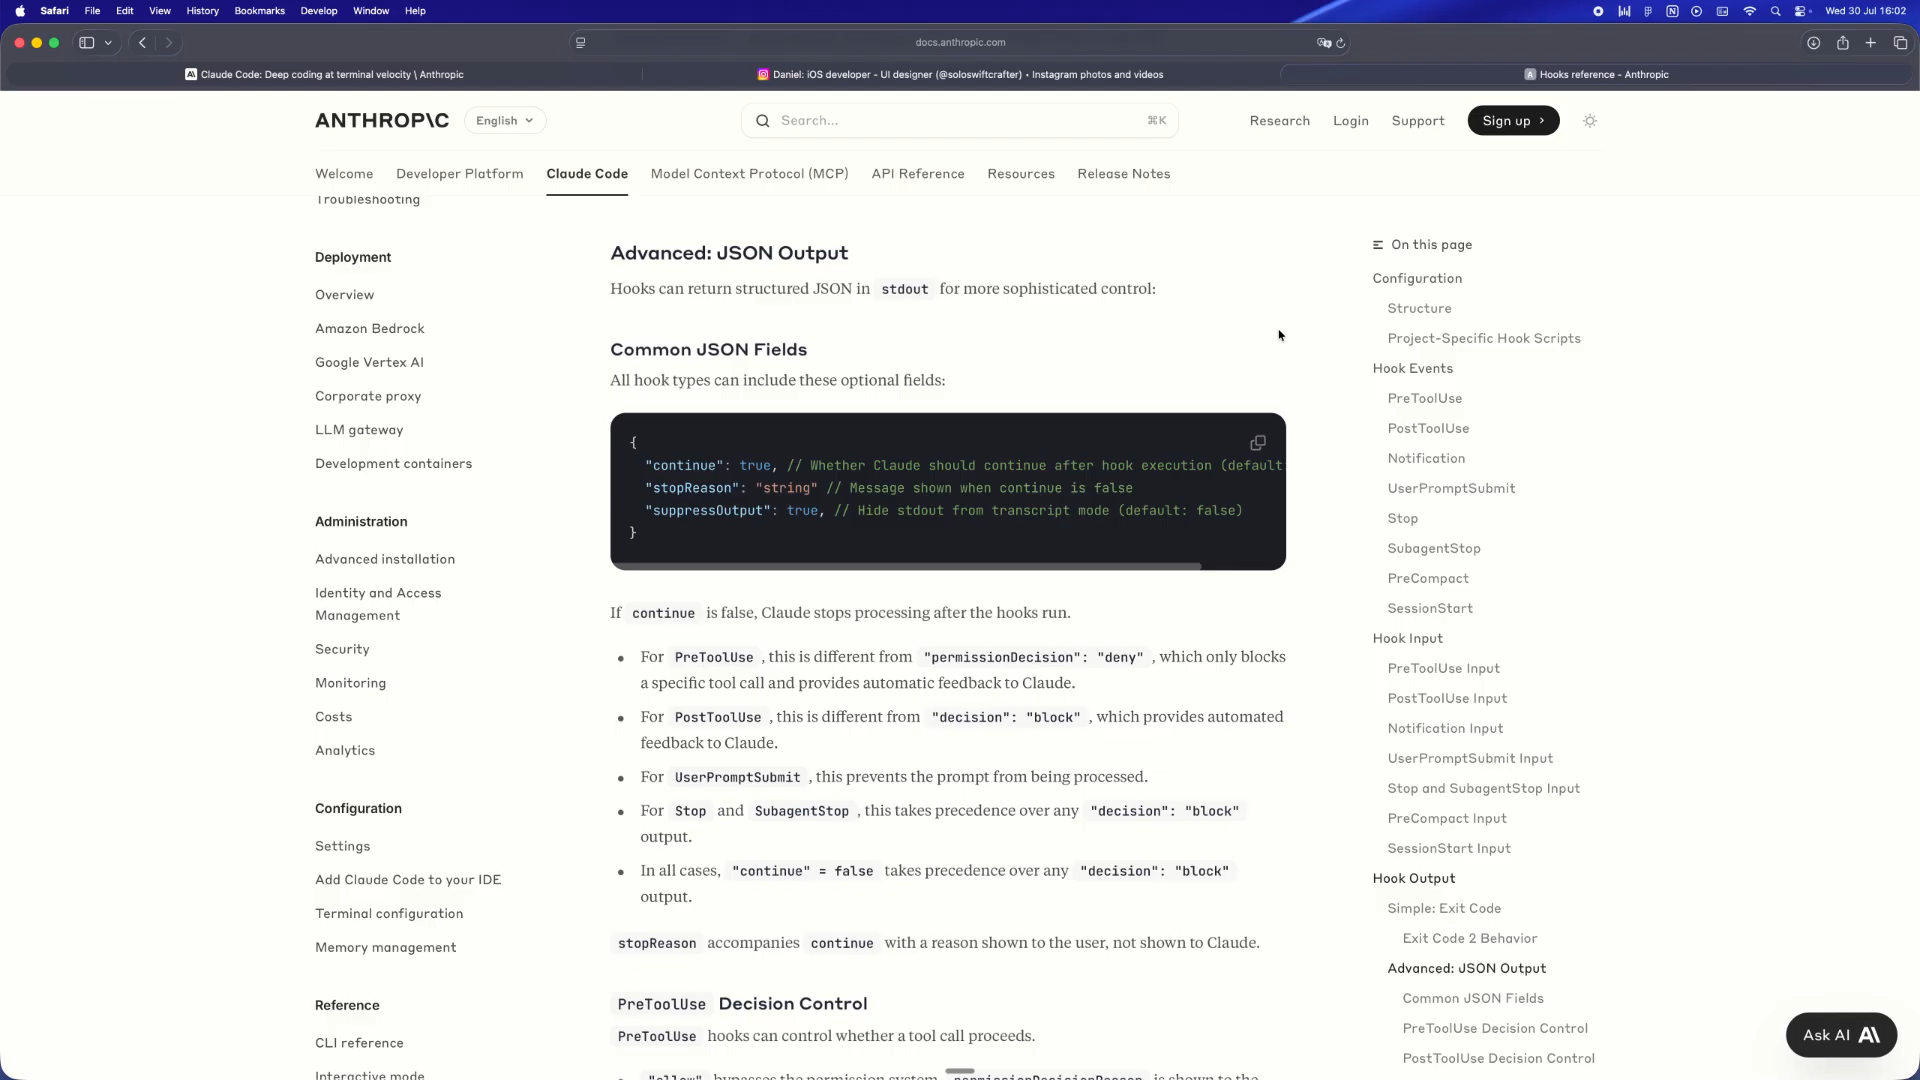 Safari File Edit View History Bookmarks Develop Window Help Wed 30 Jul 16:02
docs.anthropic.com
Claude Code: Deep coding at terminal velocity \ Anthropic
Daniel: iOS developer - UI designer (@soloswiftcrafter) • Instagram photos and videos
Hooks reference - Anthropic
ANTHROP\C English Search... ⌘K Research Login Support Sign up ›
Welcome Developer Platform Claude Code Model Context Protocol (MCP) API Reference Resources Release Notes
Troubleshooting
Deployment
Overview
Amazon Bedrock
Google Vertex AI
Corporate proxy
LLM gateway
Development containers
Administration
Advanced installation
Identity and Access
Management
Security
Monitoring
Costs
Analytics
Configuration
Settings
Add Claude Code to your IDE
Terminal configuration
Memory management
Reference
CLI reference
Interactive mode
Advanced: JSON Output
Hooks can return structured JSON in stdout for more sophisticated control:
Common JSON Fields
All hook types can include these optional fields:
{
"continue": true, // Whether Claude should continue after hook execution (default:
"stopReason": "string" // Message shown when continue is false
"suppressOutput": true, // Hide stdout from transcript mode (default: false)
}
If continue is false, Claude stops processing after the hooks run.
• For PreToolUse , this is different from "permissionDecision": "deny" , which only blocks
a specific tool call and provides automatic feedback to Claude.
• For PostToolUse , this is different from "decision": "block" , which provides automated
feedback to Claude.
• For UserPromptSubmit , this prevents the prompt from being processed.
• For Stop and SubagentStop , this takes precedence over any "decision": "block"
output.
• In all cases, "continue" = false takes precedence over any "decision": "block"
output.
stopReason accompanies continue with a reason shown to the user, not shown to Claude.
PreToolUse Decision Control
PreToolUse hooks can control whether a tool call proceeds.
• "allow" bypasses the permission system. permissionDecisionReason is shown to the
On this page
Configuration
Structure
Project-Specific Hook Scripts
Hook Events
PreToolUse
PostToolUse
Notification
UserPromptSubmit
Stop
SubagentStop
PreCompact
SessionStart
Hook Input
PreToolUse Input
PostToolUse Input
Notification Input
UserPromptSubmit Input
Stop and SubagentStop Input
PreCompact Input
SessionStart Input
Hook Output
Simple: Exit Code
Exit Code 2 Behavior
Advanced: JSON Output
Common JSON Fields
PreToolUse Decision Control
PostToolUse Decision Control
Ask AI